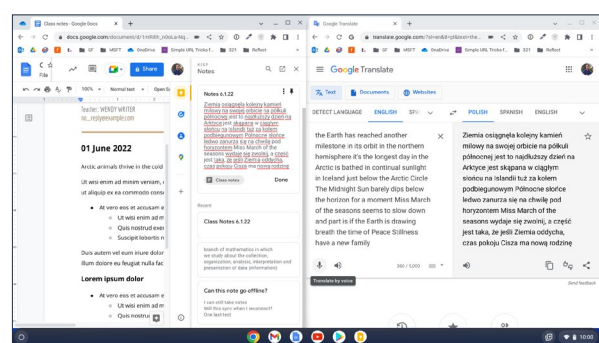 Class notes - Google Docs
docs.google.com/document/d/1mRIRh_n0oLa-Nq...
GF
MSFT
OneDrive
Simple URL Tricks f...
321
ReRoot
File
100%
Normal text
Open S
Share
Teacher: WENDY WRITER
no_reply@example.com
01 June 2022
Arctic animals thrive in the cold
Ut wisi enim ad minim veniam,
ut aliquip ex ea commodo conse
At vero eos et accusam e
Ut wisi enim ad m
Quis nostrud exer
Suscipit lobortis n
Duis autem vel eum iriure dolor
illum dolore eu feugiat nulla fac
Lorem ipsum dolor
At vero eos et accusam e
Ut wisi enim ad m
Quis nostru
KEEP
Notes
Notes 6.1.22
Ziemia osiągnęła kolejny kamień
milowy na swojej orbicie na półkuli
północnej jest to najdłuższy dzień na
Arktyce jest skąpana w ciągłym
słońcu na Islandii tuż za kołem
podbiegunowym Północne słońce
ledwo zanurza się na chwilę pod
horyzontem Miss March of the
seasons wydaje się zwolnić, a część
jest taka, że jeśli Ziemia oddycha,
czas pokoju Cisza ma nową rodzinę
Class notes
Done
Recent
Class Notes 6.1.22
branch of mathematics in which
we study about the collection,
organization, analysis, interpretation and
presentation of data (information)
Can this note go offline?
I can still take notes
Will this sync when I reconnect?
One last test
Google Translate
translate.google.com/?sl=en&tl=pl&text=the...
GF
MSFT
OneDrive
Simple URL Tricks f...
321
ReRoot
Google Translate
Text
Documents
Websites
DETECT LANGUAGE
ENGLISH
SPA
POLISH
SPANISH
ENGLISH
the Earth has reached another
milestone in its orbit in the northern
hemisphere it's the longest day in the
Arctic is bathed in continual sunlight
in Iceland just below the Arctic Circle
The Midnight Sun barely dips below
the horizon for a moment Miss March
of the seasons seems to slow down
and part is if the Earth is drawing
breath the time of Peace Stillness
have a new family
Ziemia osiągnęła kolejny kamień
milowy na swojej orbicie na półkuli
północnej jest to najdłuższy dzień na
Arktyce jest skąpana w ciągłym
słońcu na Islandii tuż za kołem
podbiegunowym Północne słońce
ledwo zanurza się na chwilę pod
horyzontem Miss March of the
seasons wydaje się zwolnić, a część
jest taka, że jeśli Ziemia oddycha,
czas pokoju Cisza ma nową rodzinę
Translate by voice
Send feedback
10:00